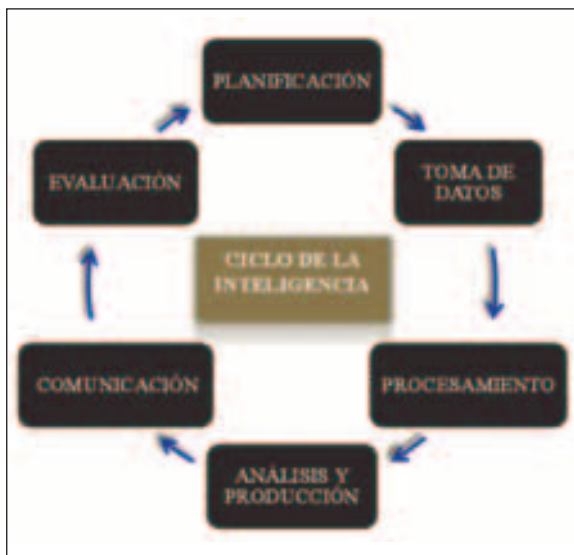 PLANIFICACIÓN
TOMA DE
DATOS
PROCESAMIENTO
ANÁLISIS Y
PRODUCCIÓN
COMUNICACIÓN
EVALUACIÓN
CICLO DE LA
INTELIGENCIA